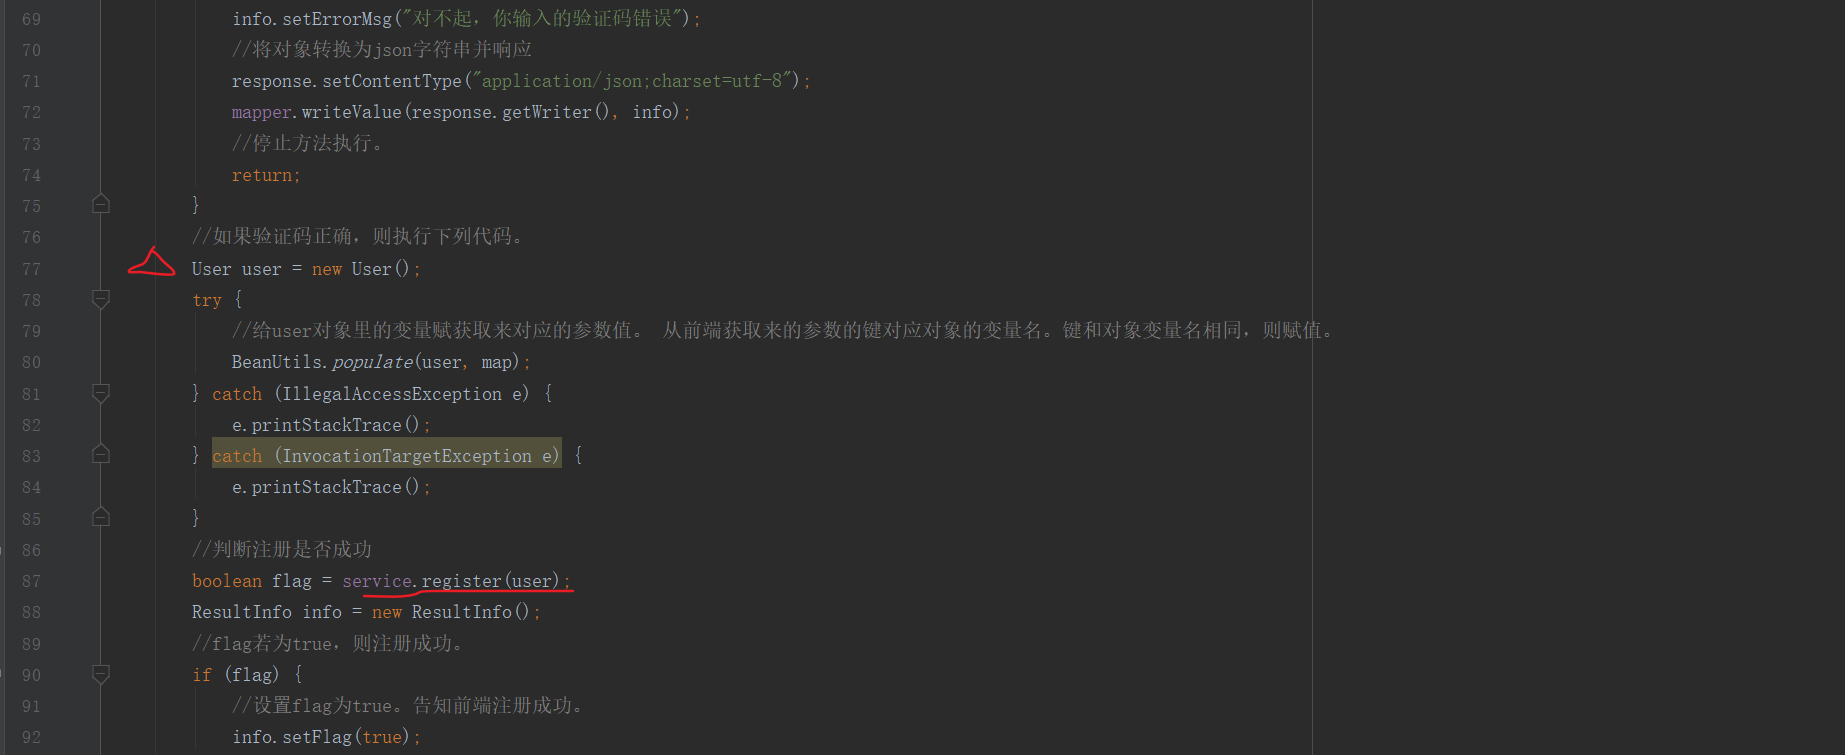 69 info.setErrorMsg("对不起，你输入的验证码错误");
70 //将对象转换为json字符串并响应
71 response.setContentType("application/json;charset=utf-8");
72 mapper.writeValue(response.getWriter(), info);
73 //停止方法执行。
74 return;
75 }
76 //如果验证码正确，则执行下列代码。
77 User user = new User();
78 try {
79 //给user对象里的变量赋获取来对应的参数值。 从前端获取来的参数的键对应对象的变量名。键和对象变量名相同，则赋值。
80 BeanUtils.populate(user, map);
81 } catch (IllegalAccessException e) {
82 e.printStackTrace();
83 } catch (InvocationTargetException e) {
84 e.printStackTrace();
85 }
86 //判断注册是否成功
87 boolean flag = service.register(user);
88 ResultInfo info = new ResultInfo();
89 //flag若为true，则注册成功。
90 if (flag) {
91 //设置flag为true。告知前端注册成功。
92 info.setFlag(true);